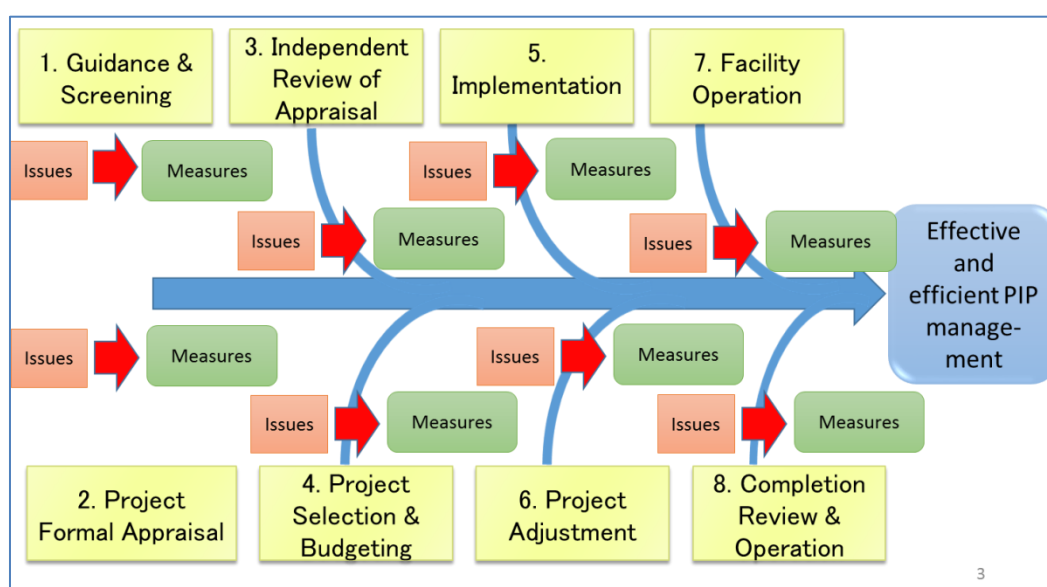 1. Guidance &
Screening
3. Independent
Review of
Appraisal
5.
Implementation
7. Facility
Operation
Issues
Measures
Issues
Measures
Issues
Measures
Issues
Measures
Effective
and
efficient PIP
manage-
ment
Issues
Measures
Issues
Measures
Issues
Measures
Issues
Measures
2. Project
Formal Appraisal
4. Project
Selection &
Budgeting
6. Project
Adjustment
8. Completion
Review &
Operation
3